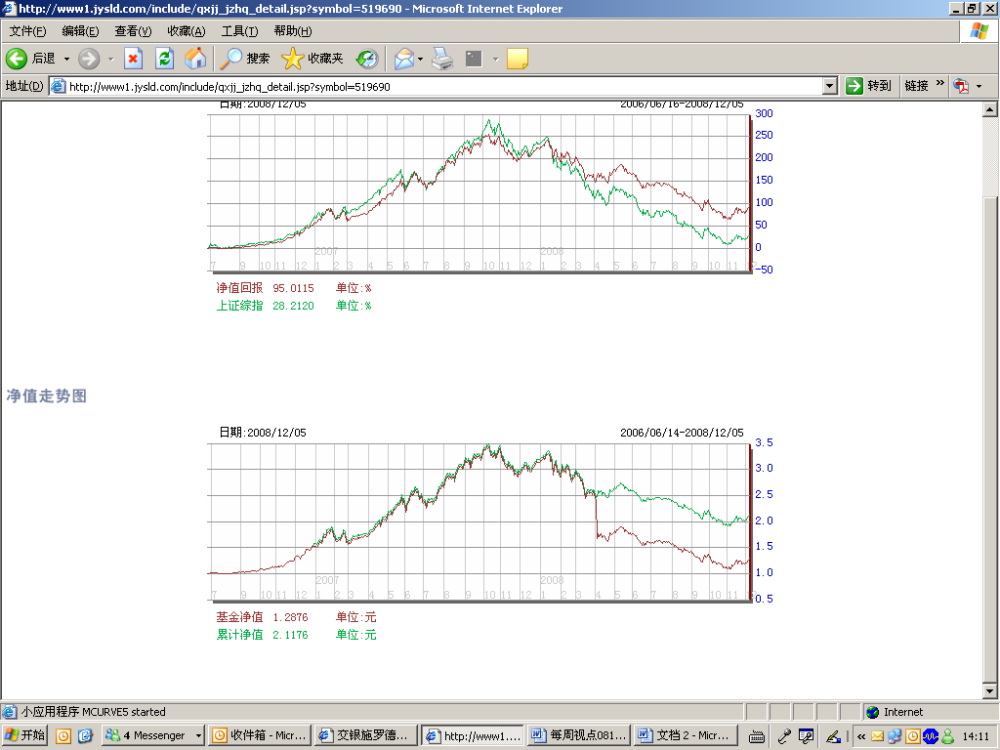 http://www1.jysld.com/include/qxjj_jzhq_detail.jsp?symbol=519690 - Microsoft Internet Explorer
文件(F) 编辑(E) 查看(V) 收藏(A) 工具(T) 帮助(H)
后退 搜索 收藏夹
地址(D) http://www1.jysld.com/include/qxjj_jzhq_detail.jsp?symbol=519690 转到 链接 »
日期:2008/12/05 2006/06/16-2008/12/05
300
250
200
150
100
50
0
-50
2007 2008
7 9 10 11 12 1 2 3 4 5 6 7 8 9 10 11 12 1 2 3 4 5 6 7 8 9 10 11 1
净值回报 95.0115 单位:%
上证综指 28.2120 单位:%
净值走势图
日期:2008/12/05 2006/06/14-2008/12/05
3.5
3.0
2.5
2.0
1.5
1.0
0.5
2007 2008
7 9 10 11 12 1 2 3 4 5 6 7 8 9 10 11 12 1 2 3 4 5 6 7 8 9 10 11 1
基金净值 1.2876 单位:元
累计净值 2.1176 单位:元
小应用程序 MCURVE5 started Internet
开始 4 Messenger 收件箱 - Micr... 交银施罗德... http://www1.... 每周视点081... 文档 2 - Micr... « 14:11